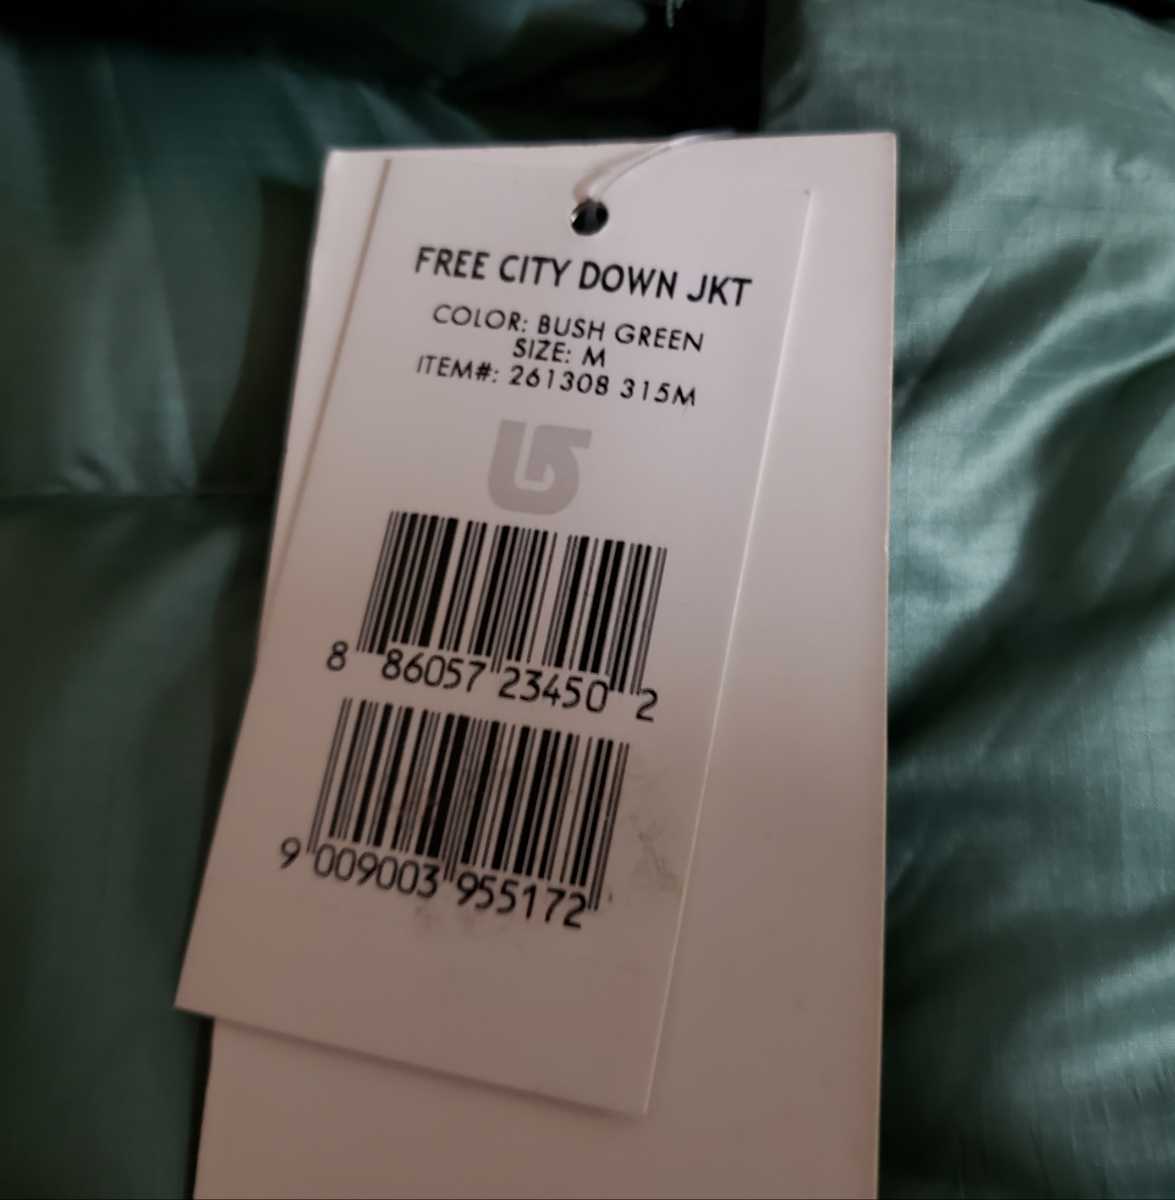 FREE CITY DOWN JKT
COLOR: BUSH GREEN
SIZE: M
ITEM#: 261308 315M
8 86057 23450 2
9 009003 955172